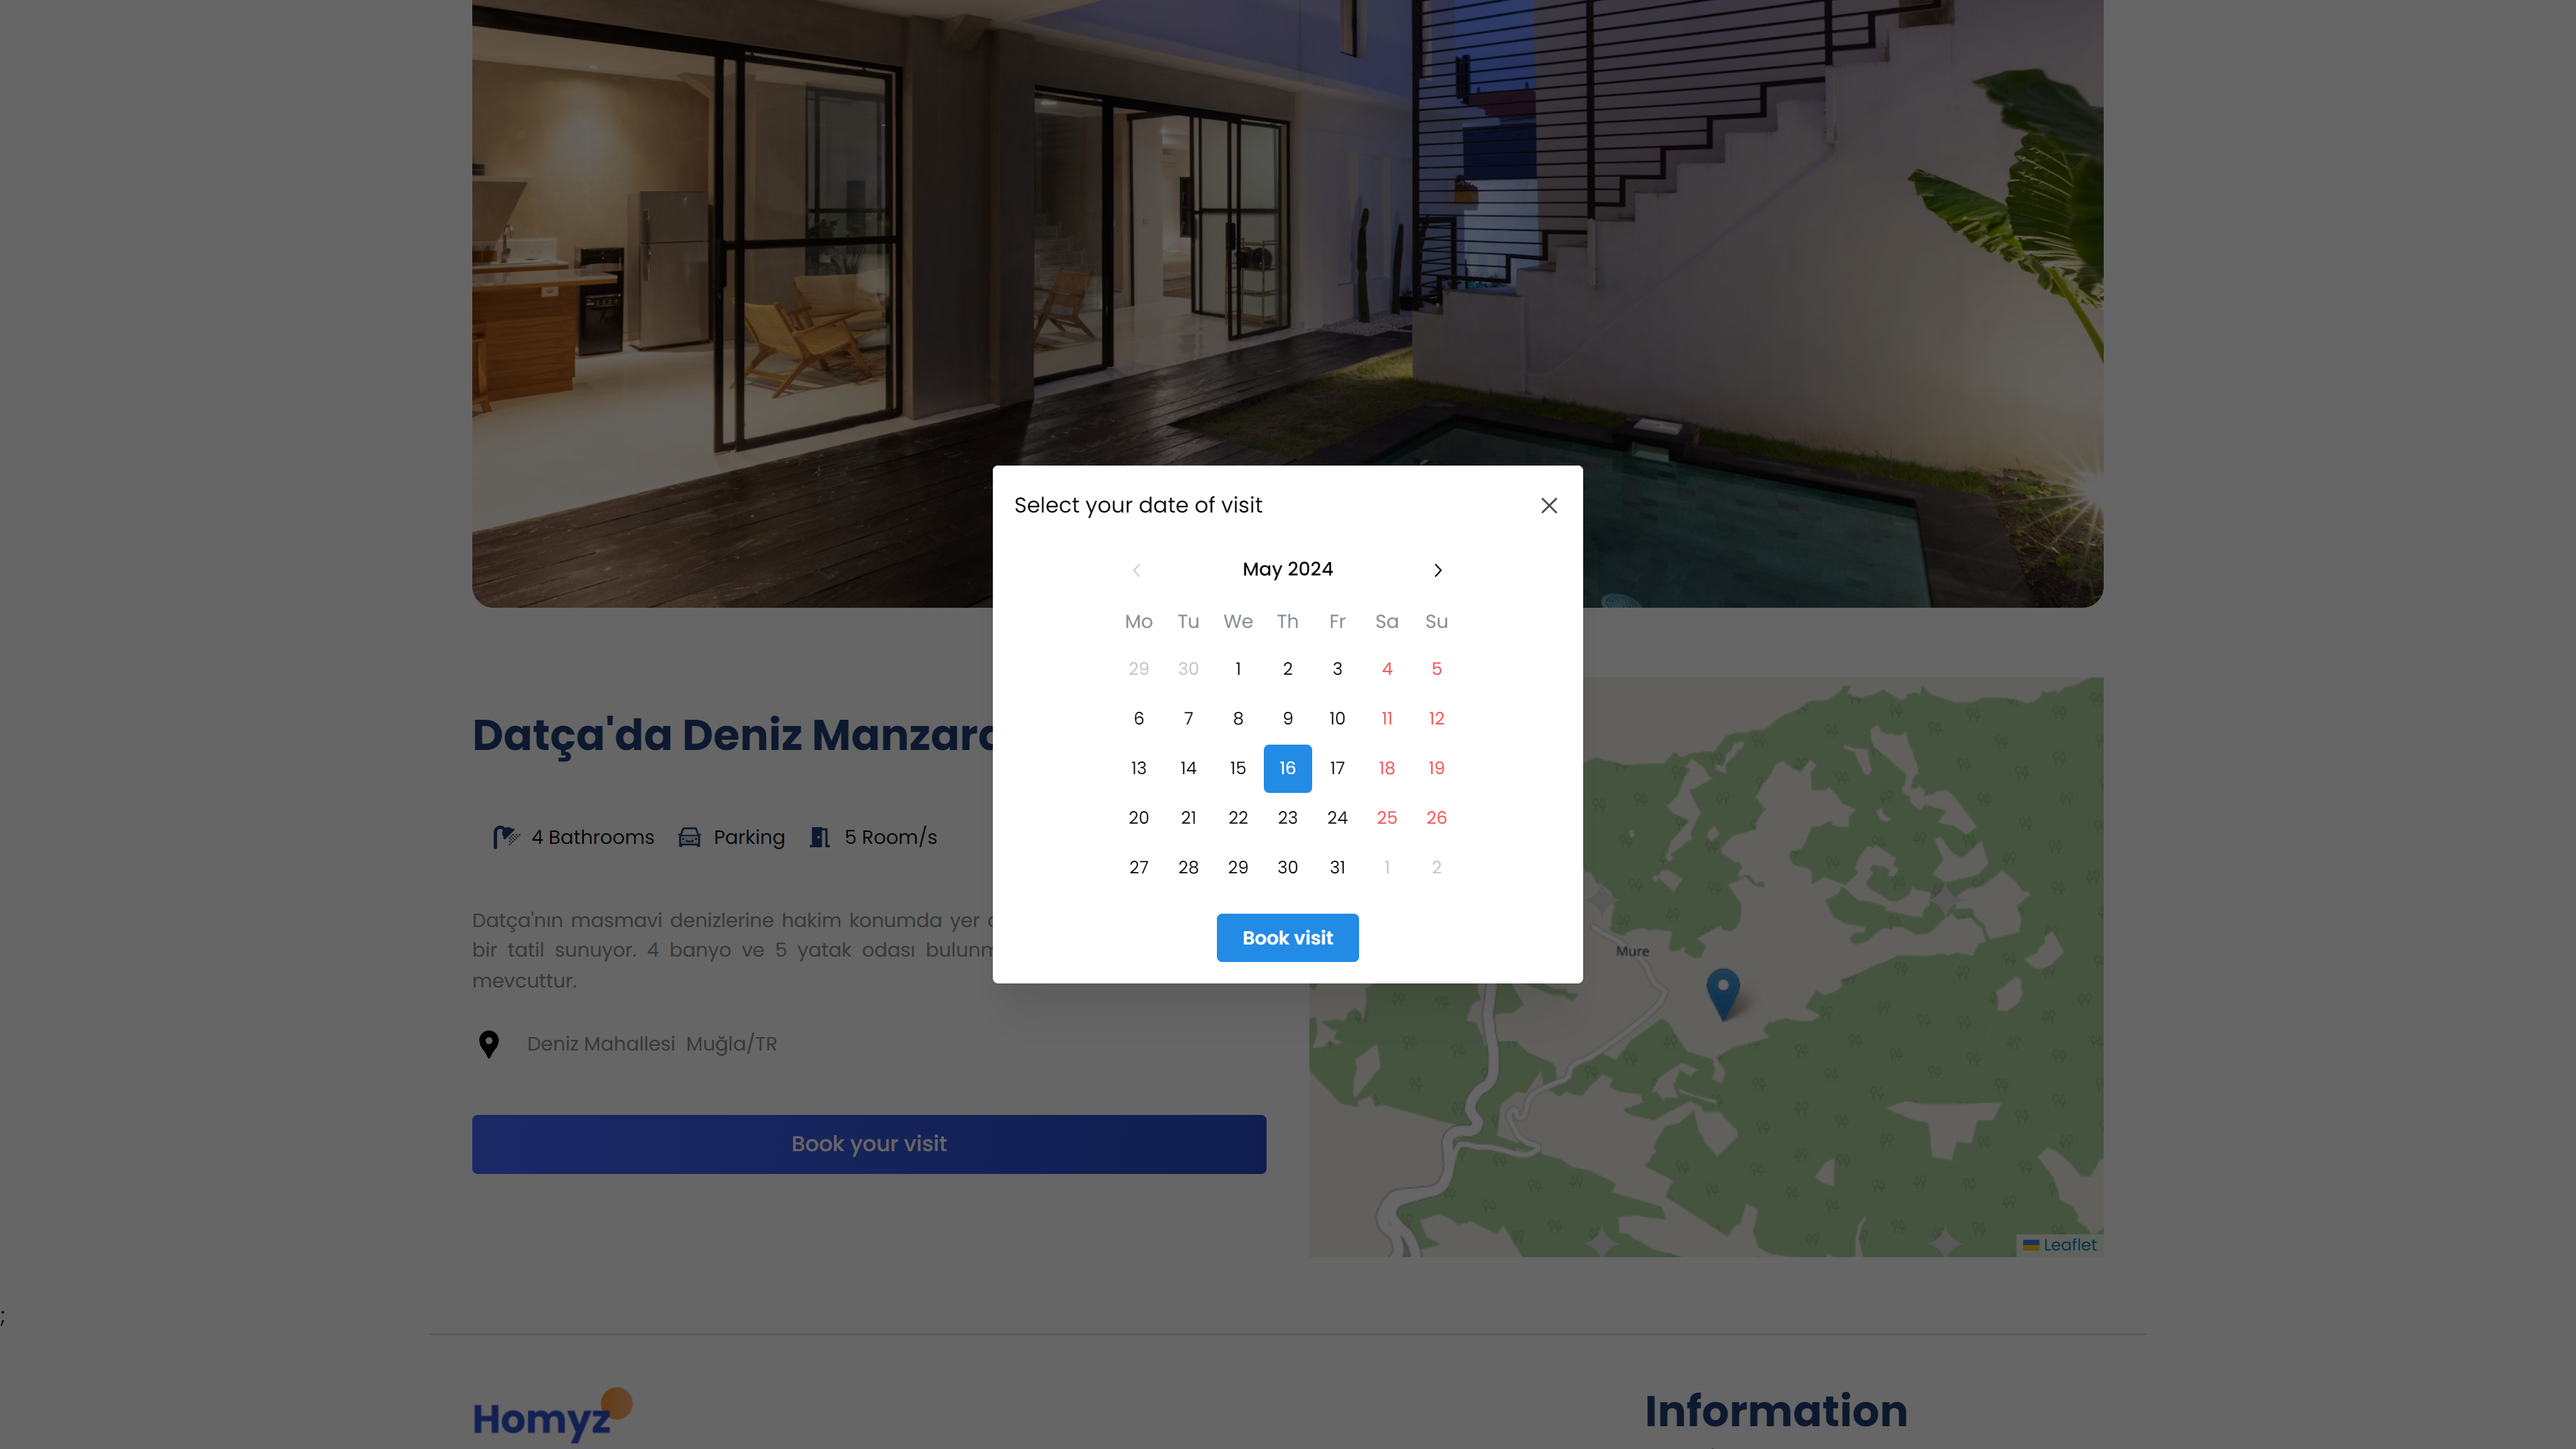 Select your date of visit
May 2024
Mo Tu We Th Fr Sa Su
29 30 1 2 3 4 5
6 7 8 9 10 11 12
13 14 15 16 17 18 19
20 21 22 23 24 25 26
27 28 29 30 31 1 2
Book visit
Datça'da Deniz
4 Bathrooms Parking 5 Room/s
Datça'nın masmavi denizlerine hakim konumda yer
bir tatil sunuyor. 4 banyo ve 5 yatak odası
mevcuttur.
Deniz Mahallesi Muğla/TR
Book your visit
Mure
Leaflet
;
Homyz
Information